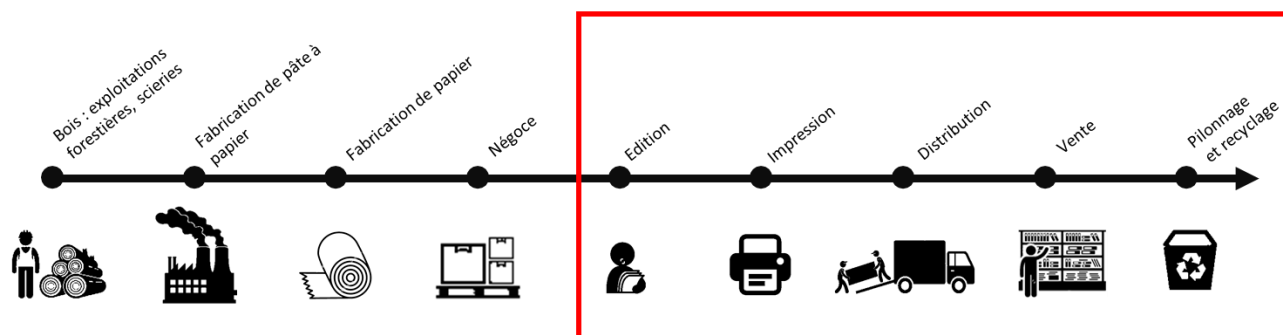 Bois : exploitations
forestières, scieries
Fabrication de pâte à
papier
Fabrication de papier
Négoce
Edition
Impression
Distribution
Vente
Pilonnage
et recyclage